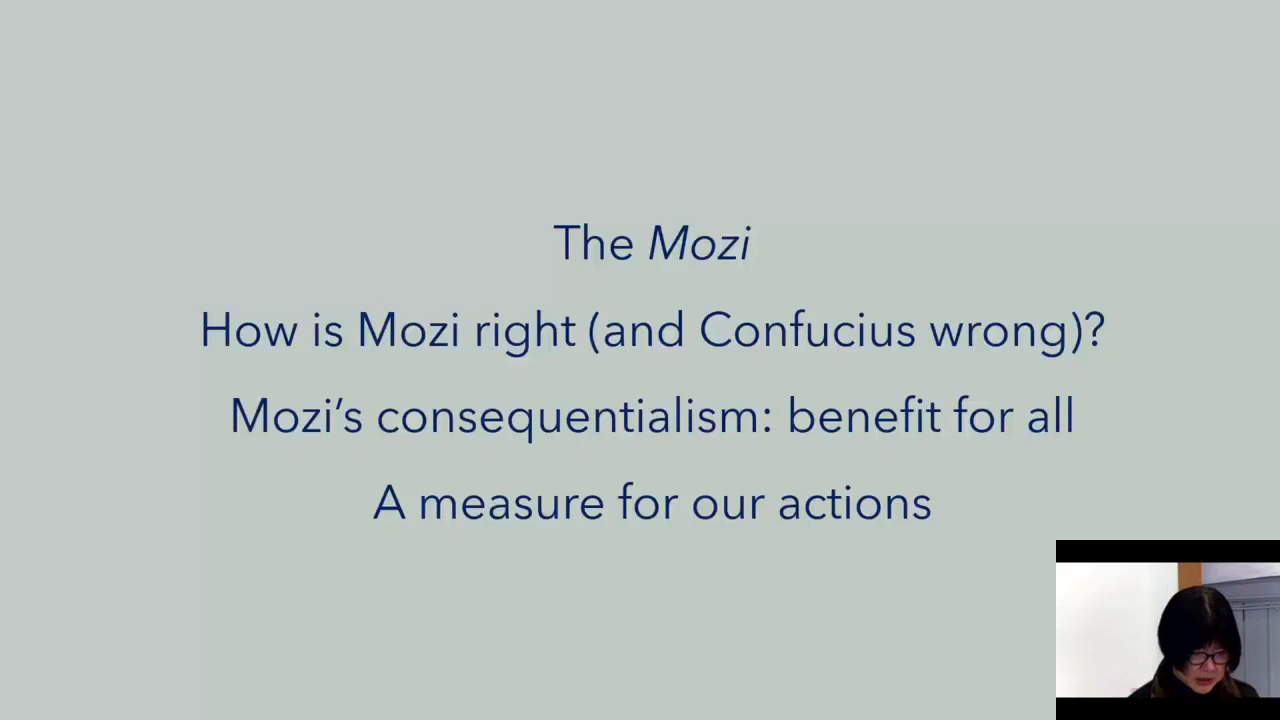 The Mozi
How is Mozi right (and Confucius wrong)?
Mozi’s consequentialism: benefit for all
A measure for our actions